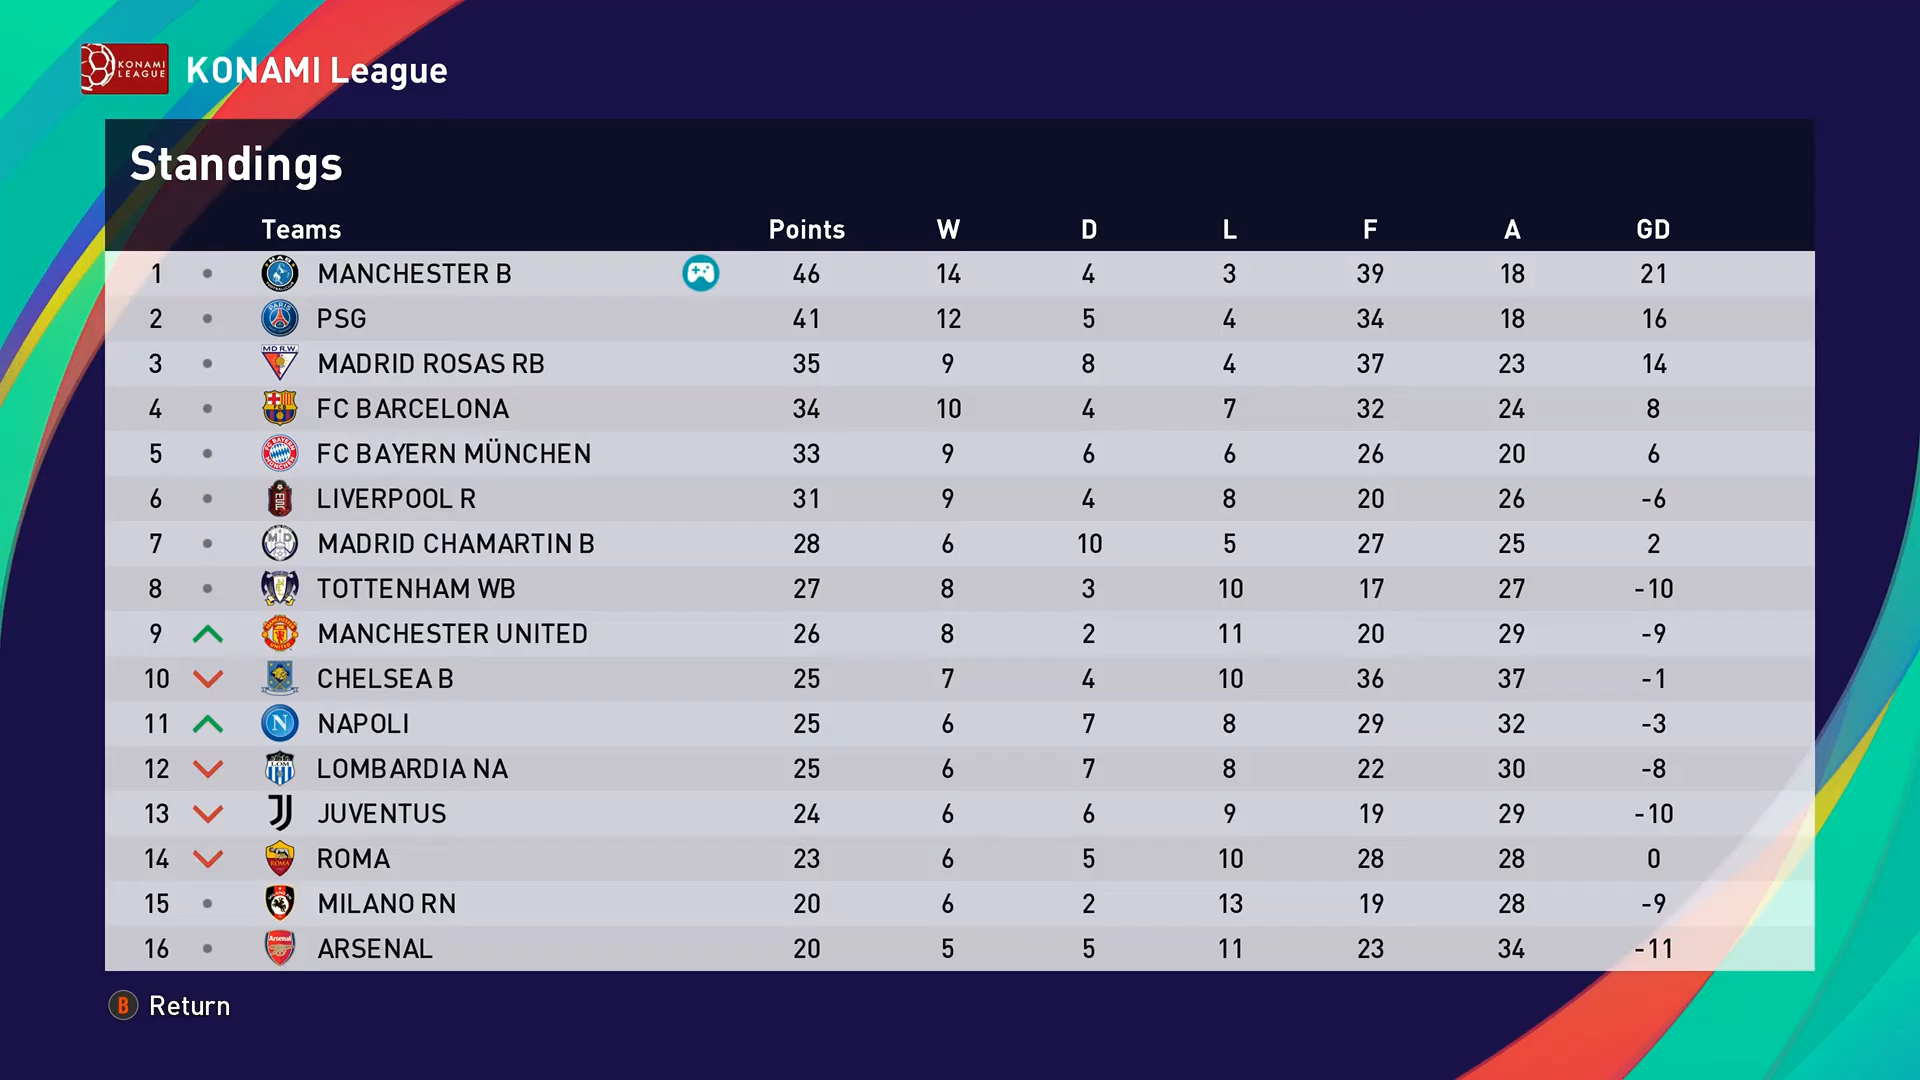 KONAMI LEAGUE
KONAMI League
Standings
Teams Points W D L F A GD
1 MANCHESTER B 46 14 4 3 39 18 21
2 PSG 41 12 5 4 34 18 16
3 MADRID ROSAS RB 35 9 8 4 37 23 14
4 FC BARCELONA 34 10 4 7 32 24 8
5 FC BAYERN MÜNCHEN 33 9 6 6 26 20 6
6 LIVERPOOL R 31 9 4 8 20 26 -6
7 MADRID CHAMARTIN B 28 6 10 5 27 25 2
8 TOTTENHAM WB 27 8 3 10 17 27 -10
9 MANCHESTER UNITED 26 8 2 11 20 29 -9
10 CHELSEA B 25 7 4 10 36 37 -1
11 NAPOLI 25 6 7 8 29 32 -3
12 LOMBARDIA NA 25 6 7 8 22 30 -8
13 JUVENTUS 24 6 6 9 19 29 -10
14 ROMA 23 6 5 10 28 28 0
15 MILANO RN 20 6 2 13 19 28 -9
16 ARSENAL 20 5 5 11 23 34 -11
B Return